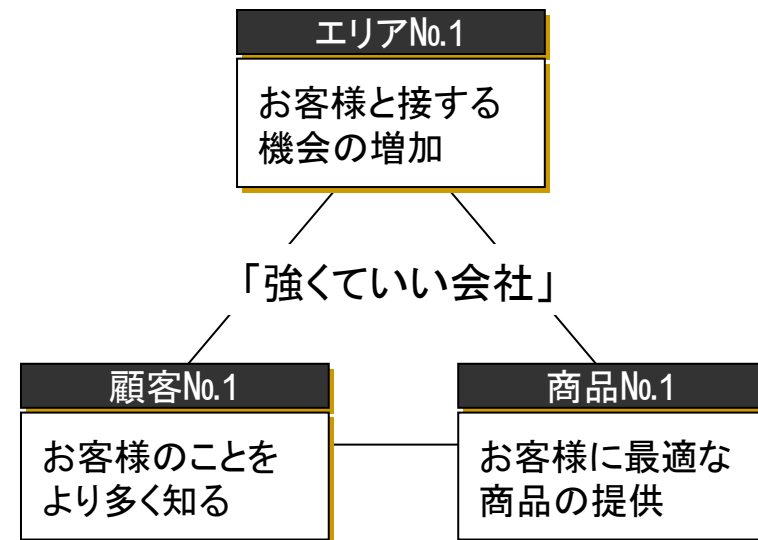 エリア№1
お客様と接する
機会の増加
「強くていい会社」
顧客№1
お客様のことを
より多く知る
商品№1
お客様に最適な
商品の提供